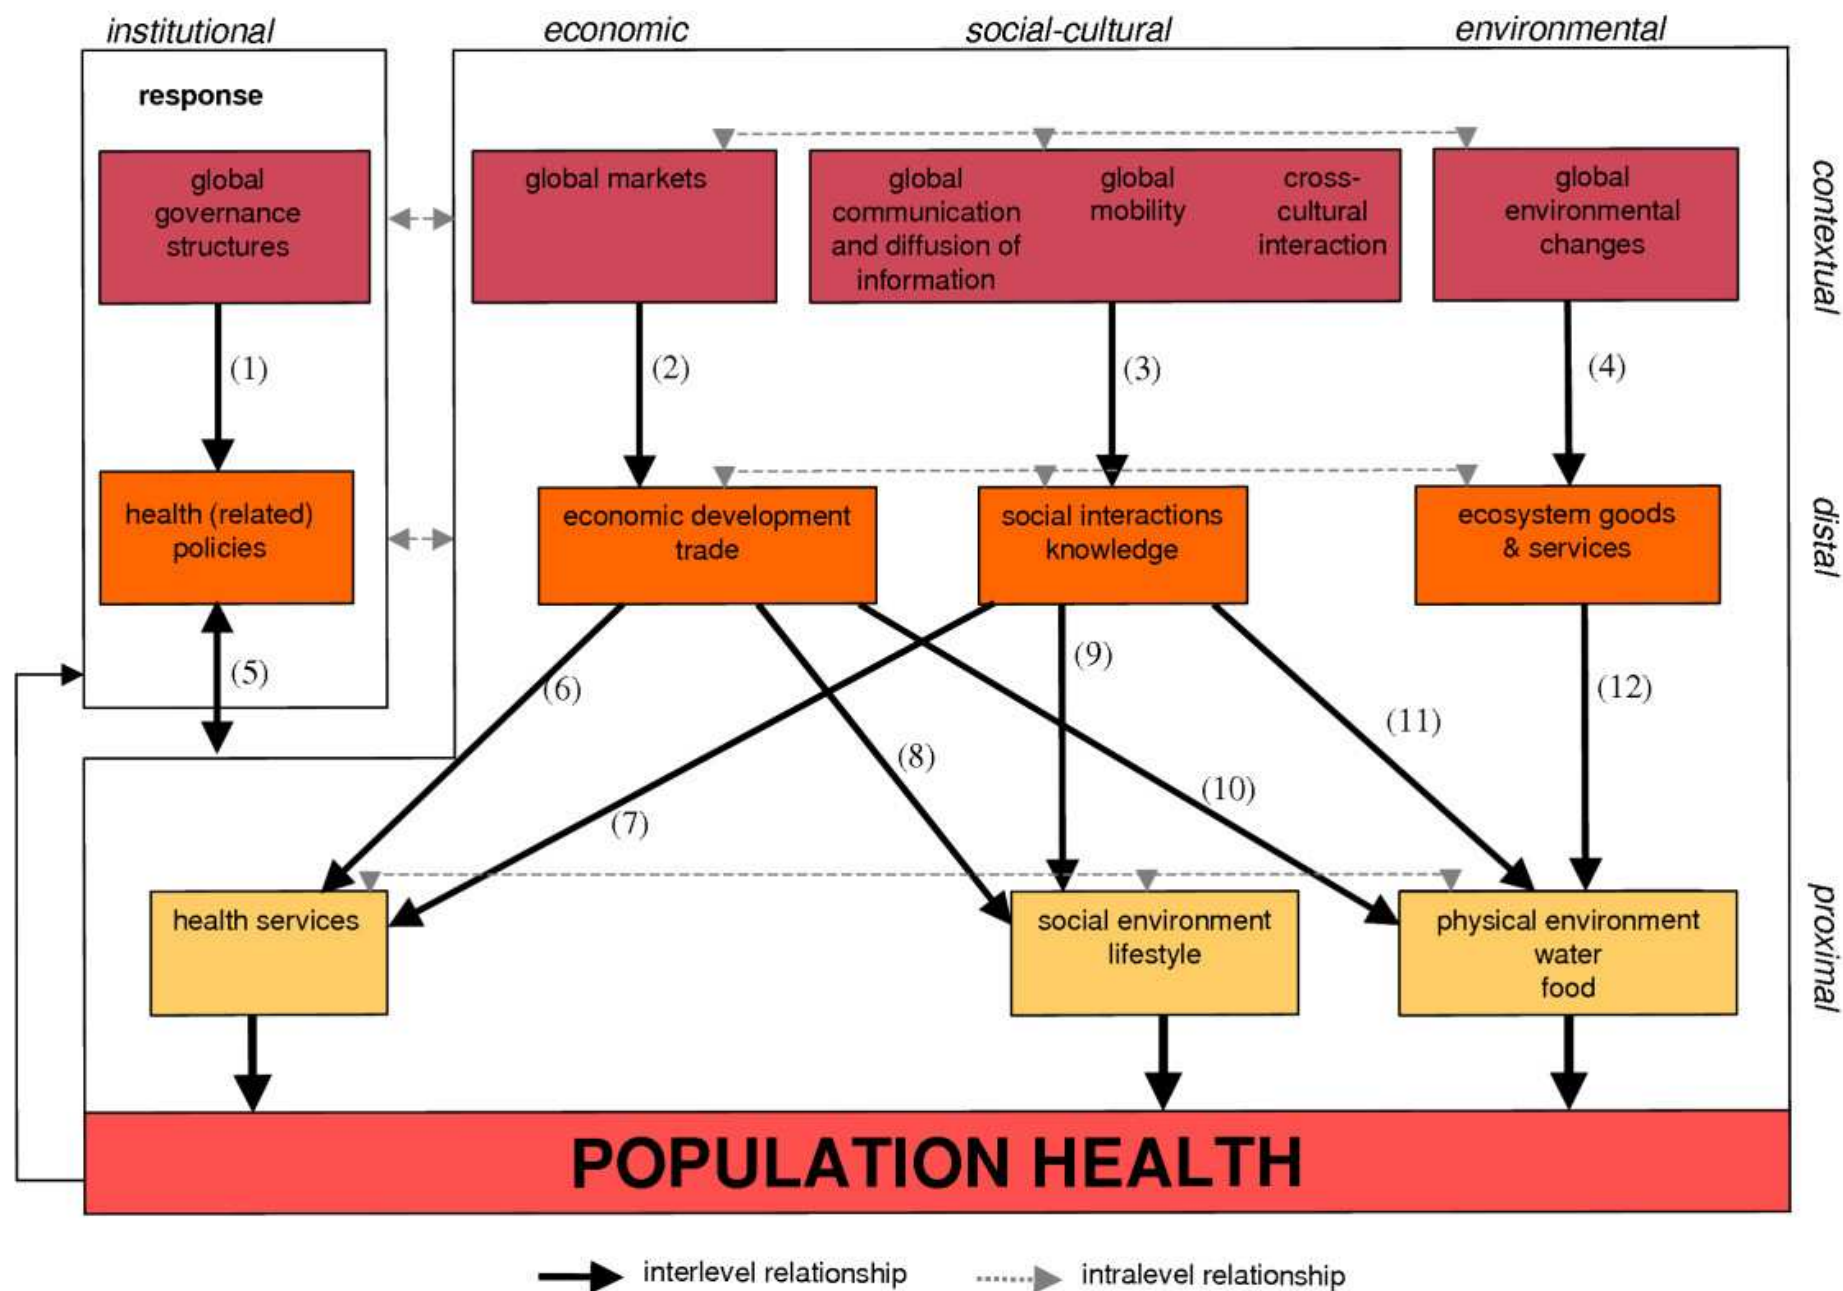 institutional
economic
social-cultural
environmental
response
global
governance
structures
global markets
global
communication
and diffusion of
information
global
mobility
cross-
cultural
interaction
global
environmental
changes
contextual
(1)
(2)
(3)
(4)
health (related)
policies
economic development
trade
social interactions
knowledge
ecosystem goods
& services
distal
(5)
(6)
(7)
(8)
(9)
(10)
(11)
(12)
health services
social environment
lifestyle
physical environment
water
food
proximal
POPULATION HEALTH
interlevel relationship
intralevel relationship